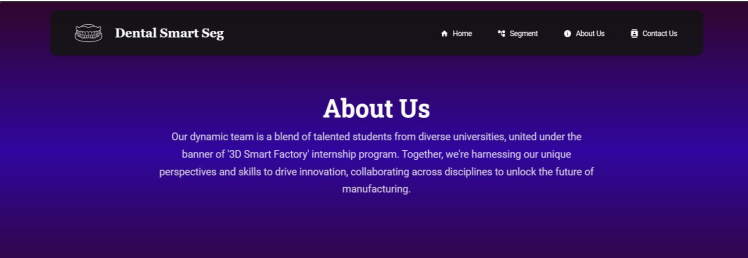 Dental Smart Seg
Home
Segment
About Us
Contact Us
About Us
Our dynamic team is a blend of talented students from diverse universities, united under the
banner of '3D Smart Factory' internship program. Together, we're harnessing our unique
perspectives and skills to drive innovation, collaborating across disciplines to unlock the future of
manufacturing.